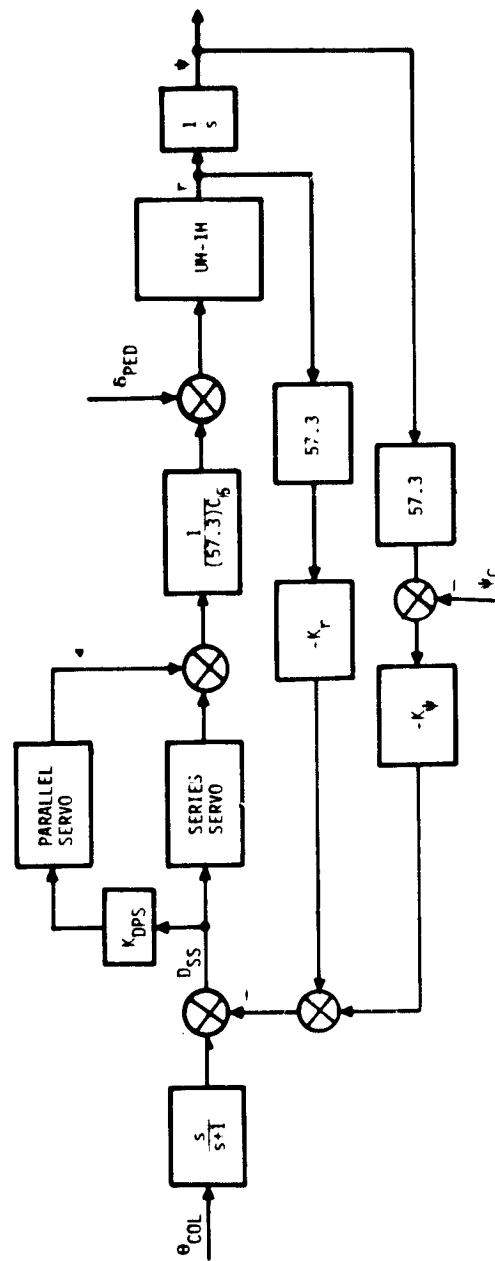 θCOL
s
s+1
DSS
KDPS
PARALLEL
SERVO
SERIES
SERVO
1
(57.3)Cδ
δPED
UH-1H
r
1
s
ψ
57.3
-Kr
57.3
-
ψc
-Kψ
-